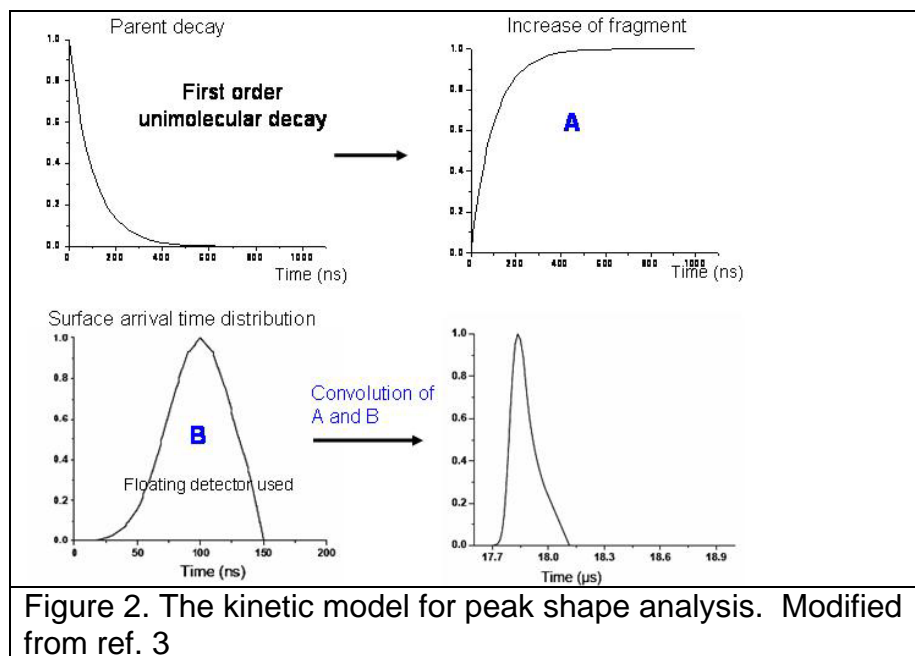 Parent decay
1.0
0.8
0.6
0.4
0.2
0.0
0 200 400 600 800 1000
Time (ns)
First order
unimolecular decay
Increase of fragment
1.0
0.8
0.6
0.4
0.2
0.0
0 200 400 600 800 1000
Time (ns)
A
Surface arrival time distribution
1.0
0.8
0.6
0.4
0.2
0.0
0 50 100 150 200
Time (ns)
B
Floating detector used
Convolution of
A and B
1.0
0.8
0.6
0.4
0.2
0.0
17.7 18.0 18.3 18.6 18.9
Time (µs)
Figure 2. The kinetic model for peak shape analysis. Modified
from ref. 3